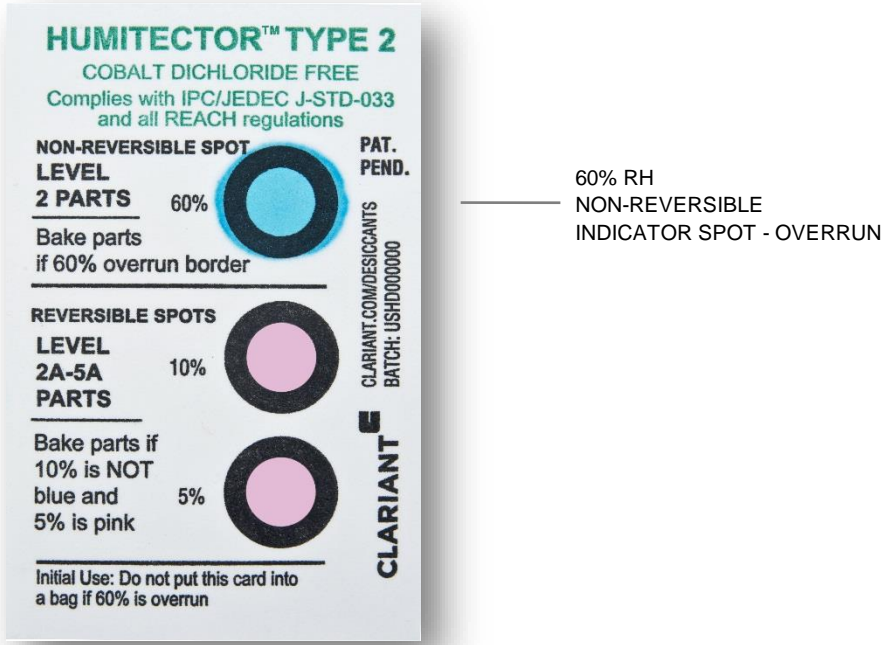 HUMITECTOR™ TYPE 2
COBALT DICHLORIDE FREE
Complies with IPC/JEDEC J-STD-033
and all REACH regulations
NON-REVERSIBLE SPOT
LEVEL
2 PARTS
60%
Bake parts
if 60% overrun border
PAT.
PEND.
REVERSIBLE SPOTS
LEVEL
2A-5A
PARTS
10%
Bake parts if
10% is NOT
blue and
5% is pink
5%
Initial Use: Do not put this card into
a bag if 60% is overrun
CLARIANT.COM/DESICCANTS
BATCH: USHD000000
CLARIANT
60% RH
NON-REVERSIBLE
INDICATOR SPOT - OVERRUN